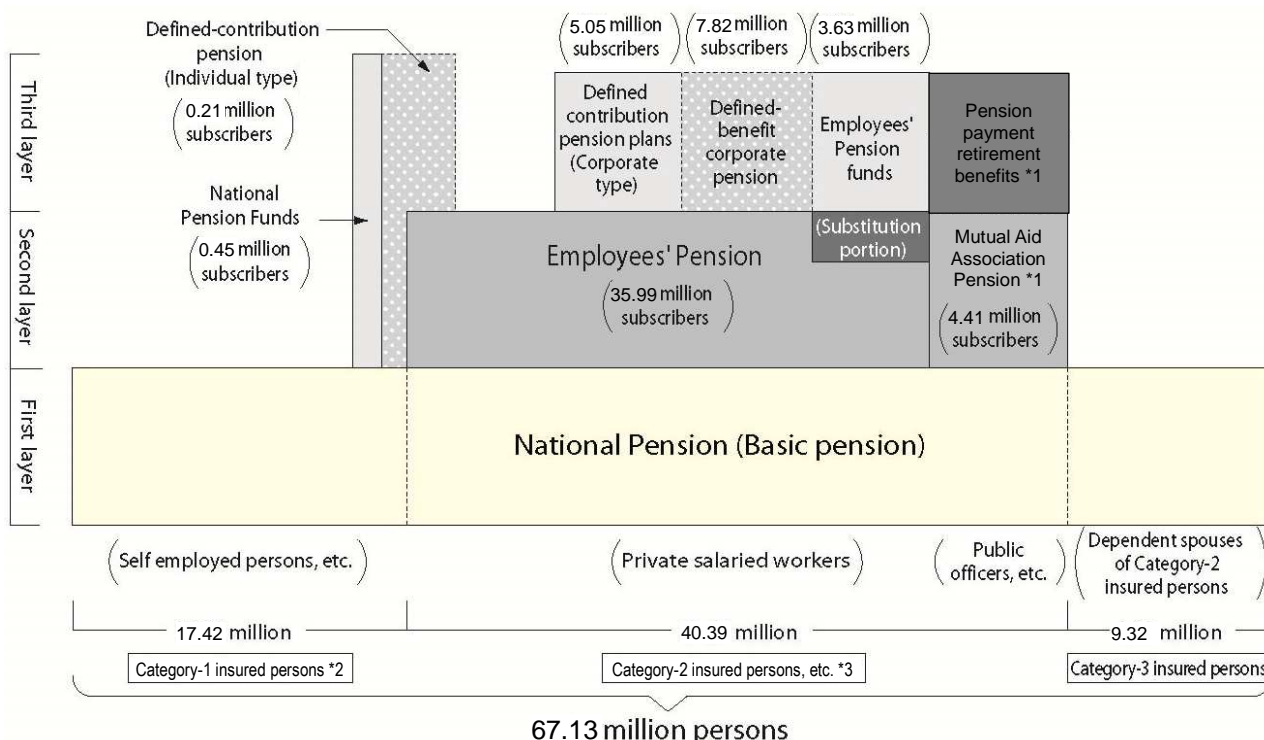 Defined-contribution
pension
(Individual type)
(0.21 million
subscribers)
National
Pension Funds
(0.45 million
subscribers)
(5.05 million
subscribers)
(7.82 million
subscribers)
(3.63 million
subscribers)
Third layer
Defined
contribution
pension plans
(Corporate
type)
Defined-
benefit
corporate
pension
Employees'
Pension
funds
Pension
payment
retirement
benefits *1
Second layer
Employees' Pension
(35.99 million
subscribers)
(Substitution
portion)
Mutual Aid
Association
Pension *1
(4.41 million
subscribers)
First layer
National Pension (Basic pension)
(Self employed persons, etc.)
(Private salaried workers)
(Public
officers, etc.)
(Dependent spouses
of Category-2
insured persons)
17.42 million
40.39 million
9.32 million
Category-1 insured persons *2
Category-2 insured persons, etc. *3
Category-3 insured persons
67.13 million persons